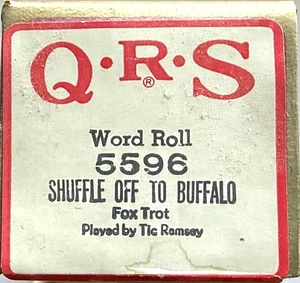 Q·R·S
®
Word Roll
5596
SHUFFLE OFF TO BUFFALO
Fox Trot
Played by Tic Ramsey